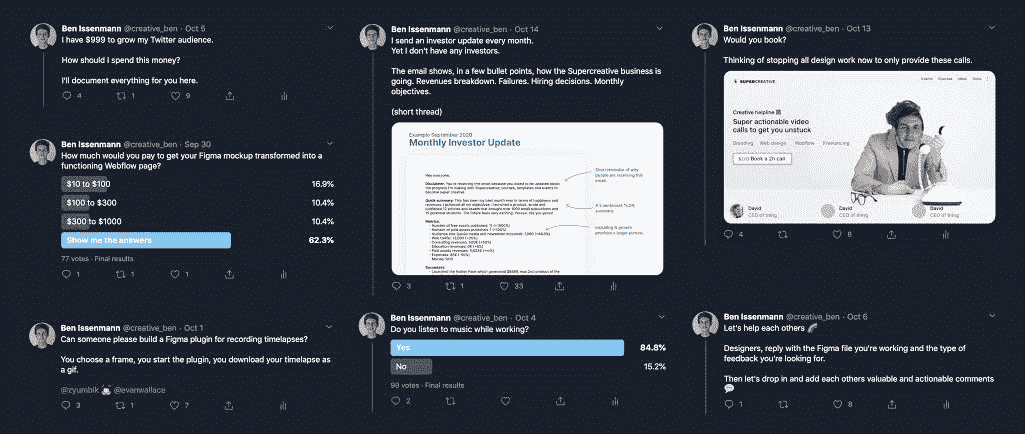 Ben Issenmann @creative_ben · Oct 5
I have $999 to grow my Twitter audience.
How should I spend this money?
I'll document everything for you here.
4 1 9
Ben Issenmann @creative_ben · Sep 30
How much would you pay to get your Figma mockup transformed into a
functioning Webflow page?
$10 to $100 16.9%
$100 to $300 10.4%
$300 to $1000 10.4%
Show me the answers 62.3%
77 votes · Final results
1 1 1
Ben Issenmann @creative_ben · Oct 1
Can someone please build a Figma plugin for recording timelapses?
You choose a frame, you start the plugin, you download your timelapse as
a gif.
@zyumbik @evanwallace
3 1 7
Ben Issenmann @creative_ben · Oct 14
I send an investor update every month.
Yet I don't have any investors.
The email shows, in a few bullet points, how the Supercreative business is
going. Revenues breakdown. Failures. Hiring decisions. Monthly
objectives.
(short thread)
Example September 2020
Monthly Investor Update
Hey everyone,
Short reminder of why
people are receiving this
email.
summary.
including % growth
provides a larger picture.
3 1 33
Ben Issenmann @creative_ben · Oct 4
Do you listen to music while working?
Yes 84.8%
No 15.2%
99 votes · Final results
2
Ben Issenmann @creative_ben · Oct 13
Would you book?
Thinking of stopping all design work now to only provide these calls.
SUPERCREATIVE
Events Courses Ideas Tools
Creative helpline
Super actionable video
calls to get you unstuck
Branding Web design Webflow Freelancing
Book a 2h call
David
CEO of thing
David
CEO of thing
David
CEO of thing
4 8
Ben Issenmann @creative_ben · Oct 6
Let's help each others
Designers, reply with the Figma file you're working and the type of
feedback you're looking for.
Then let's drop in and add each others valuable and actionable comments
1 8